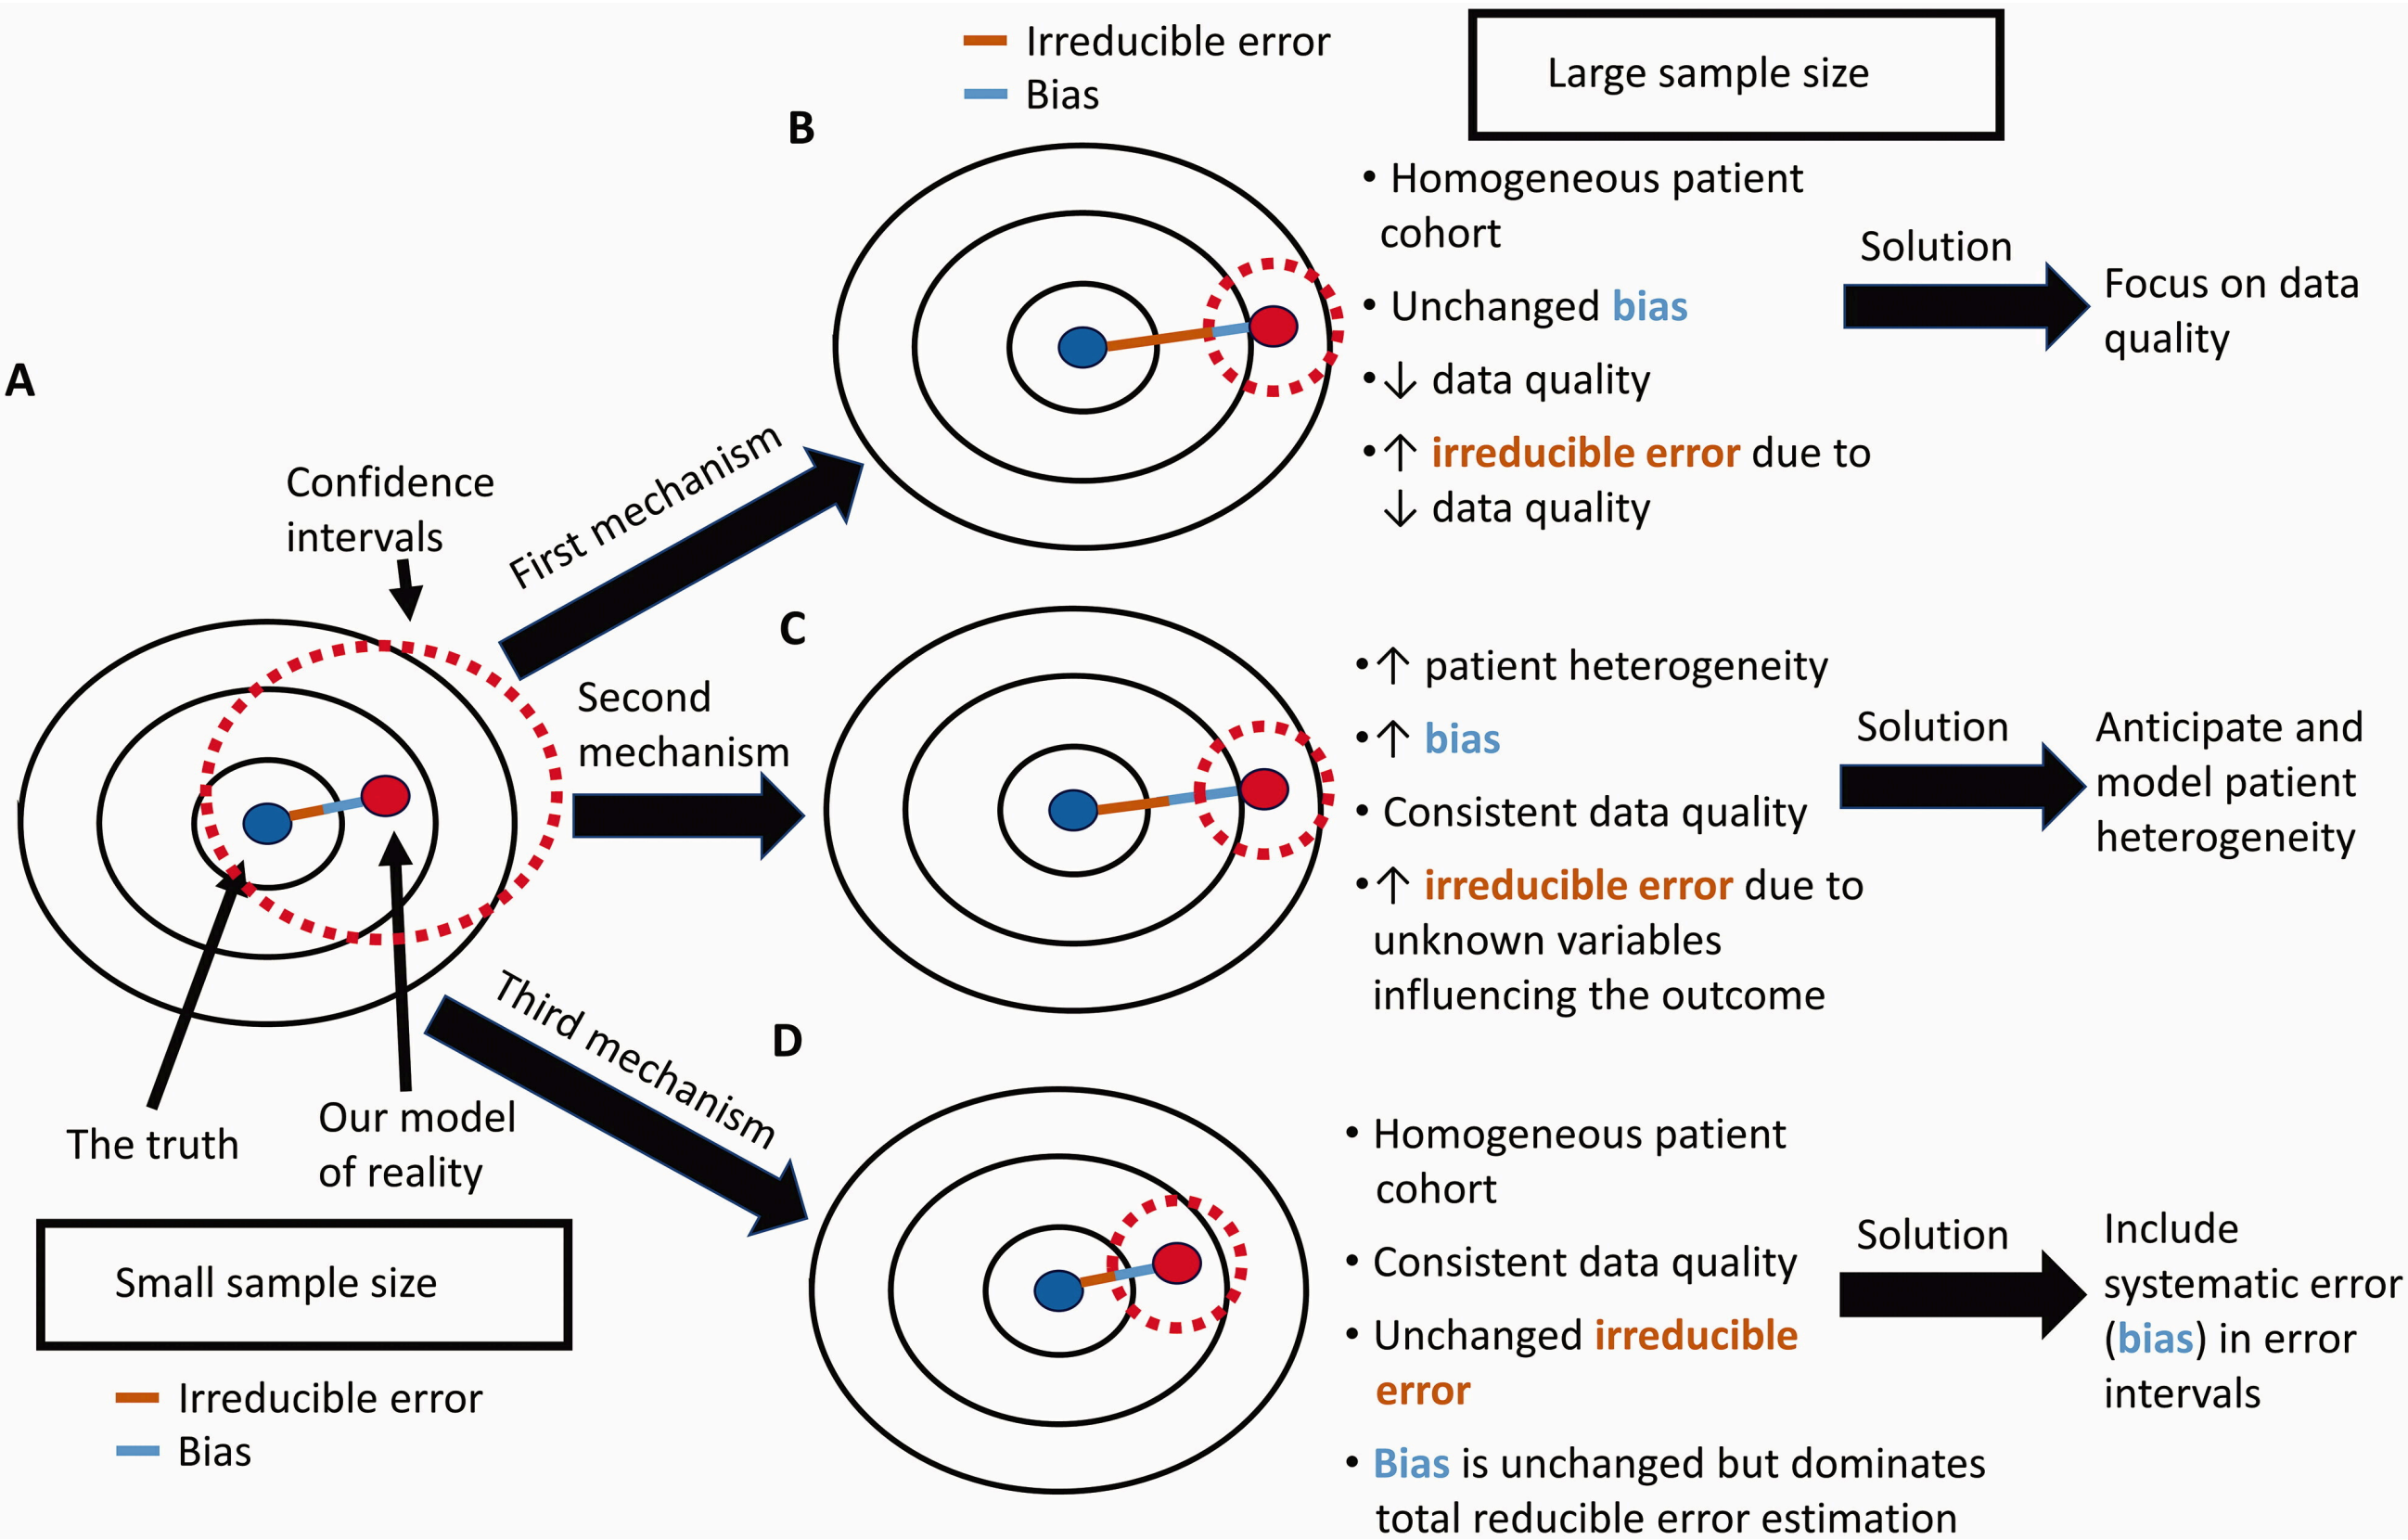 Irreducible error
Bias
Large sample size
B
• Homogeneous patient
cohort
• Unchanged bias
•↓ data quality
•↑ irreducible error due to
↓ data quality
Solution
Focus on data
quality
A
Confidence
intervals
First mechanism
Second
mechanism
Third mechanism
The truth
Our model
of reality
Small sample size
Irreducible error
Bias
C
•↑ patient heterogeneity
•↑ bias
• Consistent data quality
•↑ irreducible error due to
unknown variables
influencing the outcome
Solution
Anticipate and
model patient
heterogeneity
D
• Homogeneous patient
cohort
• Consistent data quality
• Unchanged irreducible
error
• Bias is unchanged but dominates
total reducible error estimation
Solution
Include
systematic error
(bias) in error
intervals